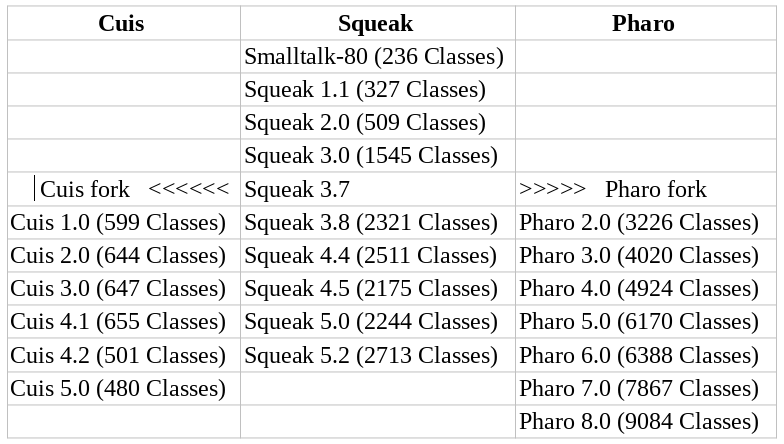 Cuis Squeak Pharo
Smalltalk-80 (236 Classes)
Squeak 1.1 (327 Classes)
Squeak 2.0 (509 Classes)
Squeak 3.0 (1545 Classes)
Cuis fork <<<<<< Squeak 3.7 >>>>> Pharo fork
Cuis 1.0 (599 Classes) Squeak 3.8 (2321 Classes) Pharo 2.0 (3226 Classes)
Cuis 2.0 (644 Classes) Squeak 4.4 (2511 Classes) Pharo 3.0 (4020 Classes)
Cuis 3.0 (647 Classes) Squeak 4.5 (2175 Classes) Pharo 4.0 (4924 Classes)
Cuis 4.1 (655 Classes) Squeak 5.0 (2244 Classes) Pharo 5.0 (6170 Classes)
Cuis 4.2 (501 Classes) Squeak 5.2 (2713 Classes) Pharo 6.0 (6388 Classes)
Cuis 5.0 (480 Classes) Pharo 7.0 (7867 Classes)
Pharo 8.0 (9084 Classes)